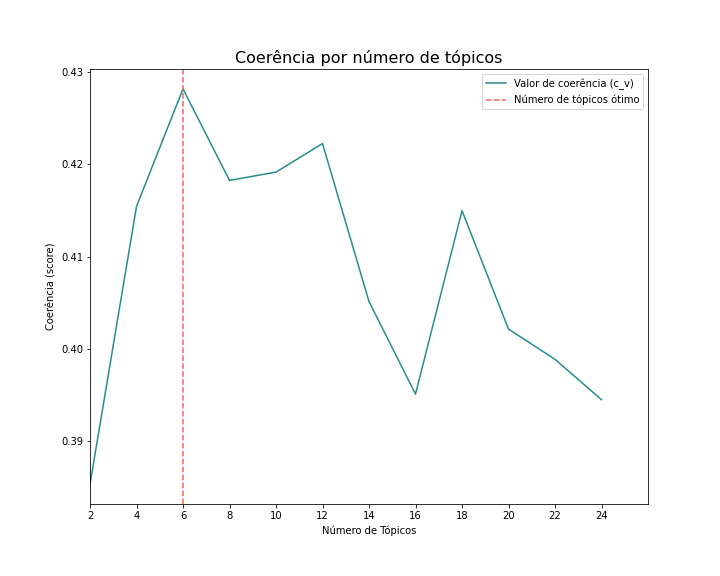 Coerência por número de tópicos
Valor de coerência (c_v)
Número de tópicos ótimo
Coerência (score)
0.43
0.42
0.41
0.40
0.39
2 4 6 8 10 12 14 16 18 20 22 24
Número de Tópicos